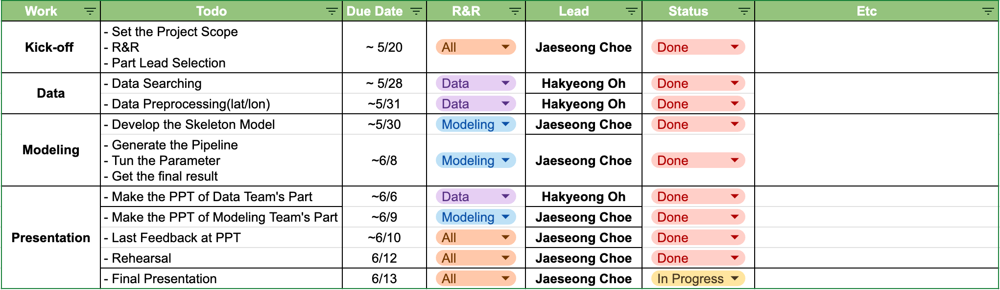 Work Todo Due Date R&R Lead Status Etc
Kick-off
- Set the Project Scope
- R&R
- Part Lead Selection
~ 5/20 All Jaeseong Choe Done
Data
- Data Searching ~ 5/28 Data Hakyeong Oh Done
- Data Preprocessing(lat/lon) ~5/31 Data Hakyeong Oh Done
Modeling
- Develop the Skeleton Model ~5/30 Modeling Jaeseong Choe Done
- Generate the Pipeline
- Tun the Parameter
- Get the final result
~6/8 Modeling Jaeseong Choe Done
Presentation
- Make the PPT of Data Team's Part ~6/6 Data Hakyeong Oh Done
- Make the PPT of Modeling Team's Part ~6/9 Modeling Jaeseong Choe Done
- Last Feedback at PPT ~6/10 All Jaeseong Choe Done
- Rehearsal 6/12 All Jaeseong Choe Done
- Final Presentation 6/13 All Jaeseong Choe In Progress